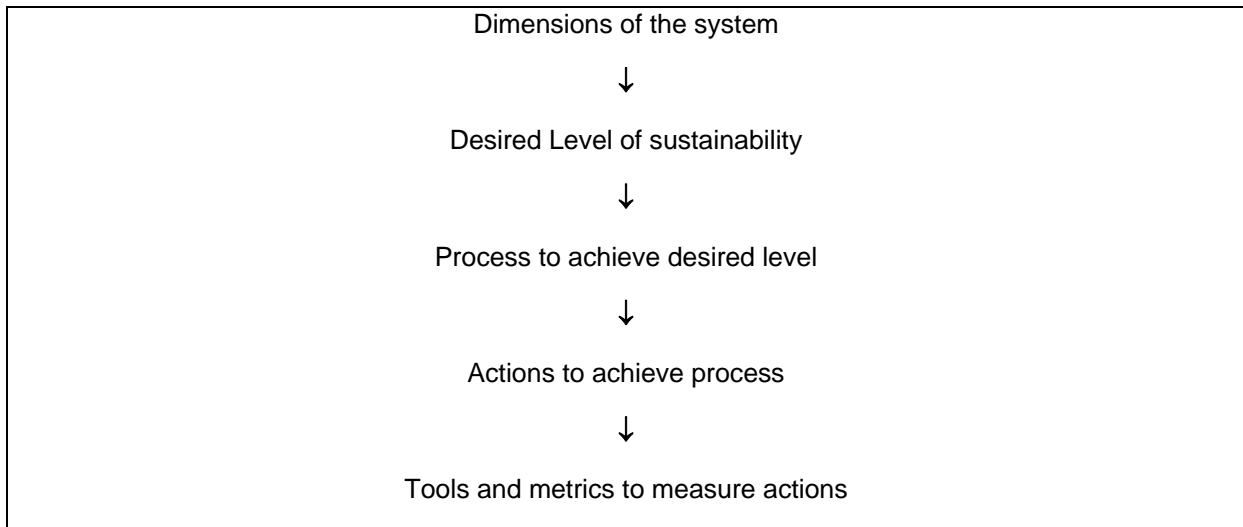 Dimensions of the system
↓
Desired Level of sustainability
↓
Process to achieve desired level
↓
Actions to achieve process
↓
Tools and metrics to measure actions